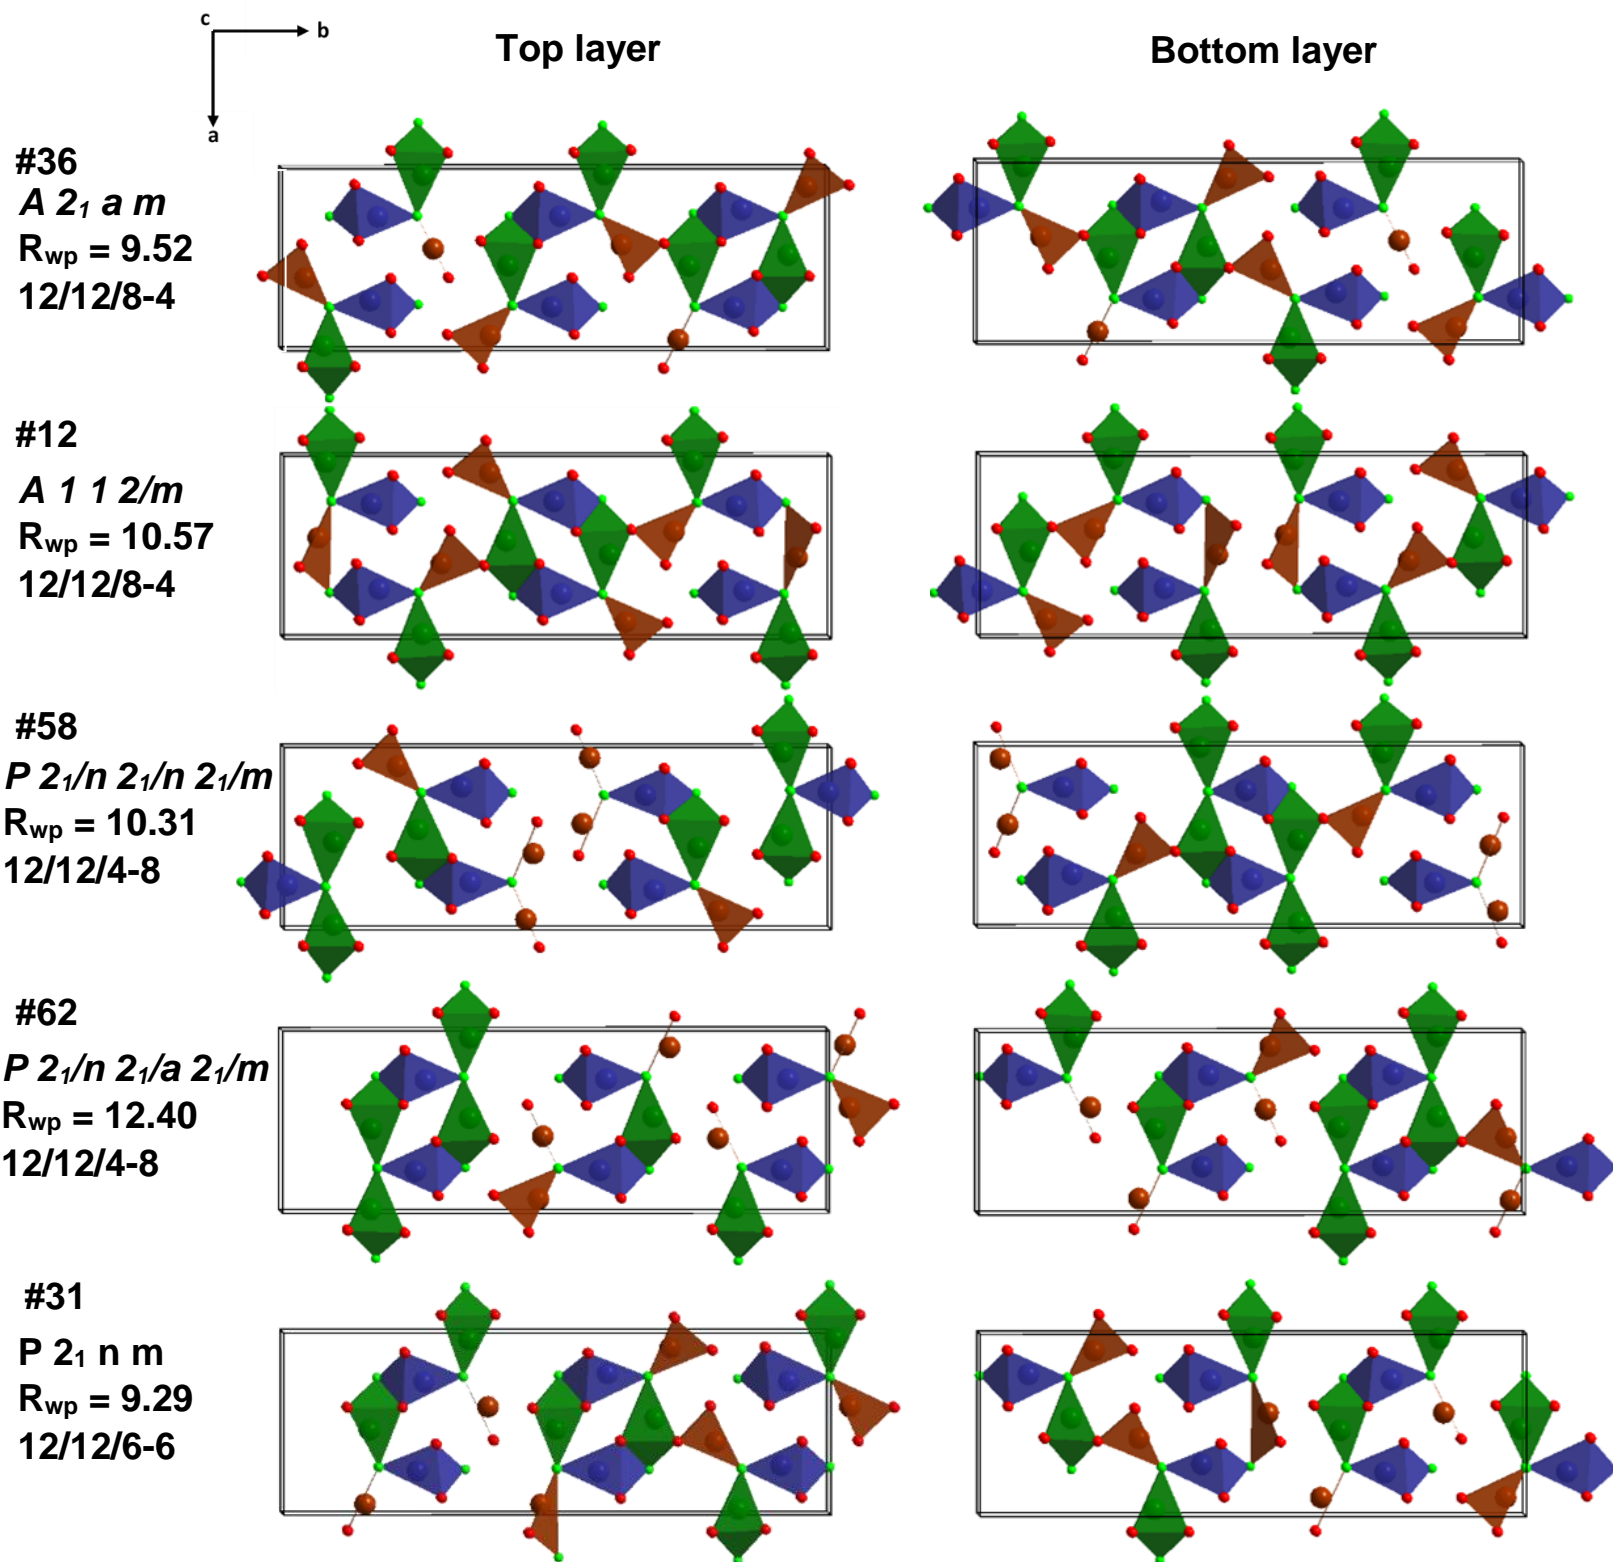 c
b
a
Top layer
Bottom layer
#36
A 2₁ a m
Rwp = 9.52
12/12/8-4
#12
A 1 1 2/m
Rwp = 10.57
12/12/8-4
#58
P 2₁/n 2₁/n 2₁/m
Rwp = 10.31
12/12/4-8
#62
P 2₁/n 2₁/a 2₁/m
Rwp = 12.40
12/12/4-8
#31
P 2₁ n m
Rwp = 9.29
12/12/6-6